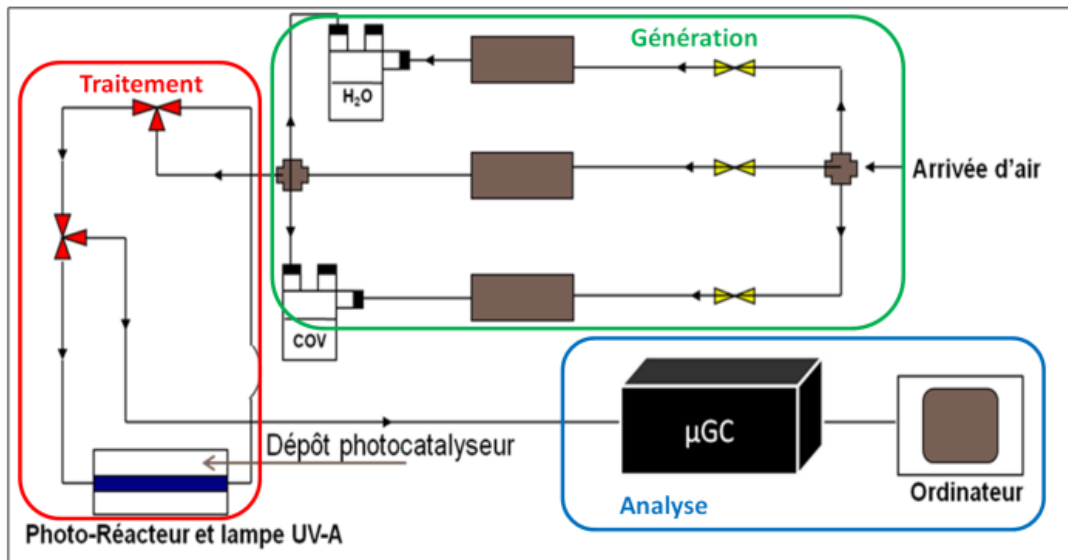 Génération
Traitement
H₂O
Arrivée d'air
COV
µGC
Dépôt photocatalyseur
Ordinateur
Analyse
Photo-Réacteur et lampe UV-A